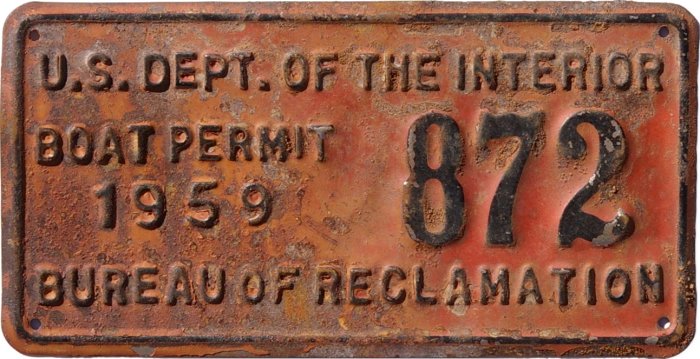 U.S. DEPT. OF THE INTERIOR
BOAT PERMIT
1959
872
BUREAU OF RECLAMATION